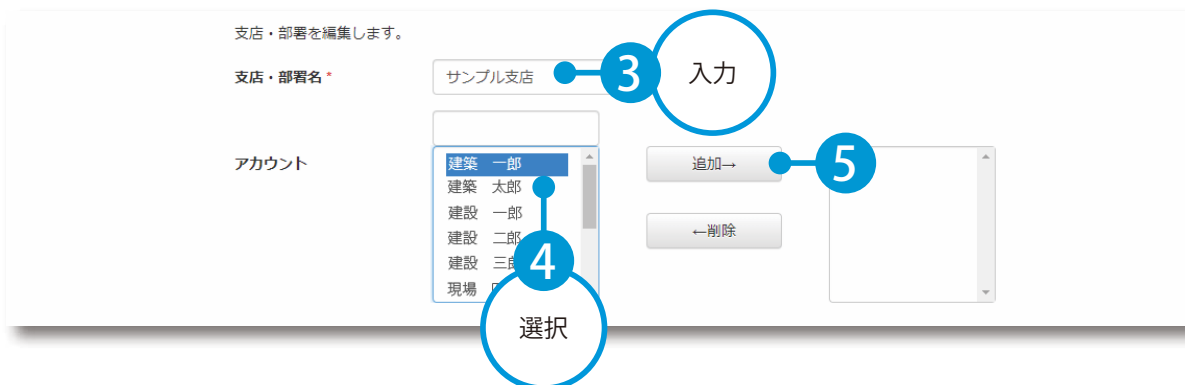 支店・部署を編集します。
支店・部署名 * サンプル支店 3 入力
アカウント
建築 一郎
建築 太郎
建設 一郎
建設 二郎
建設 三郎
現場
4 選択
追加→ 5
←削除